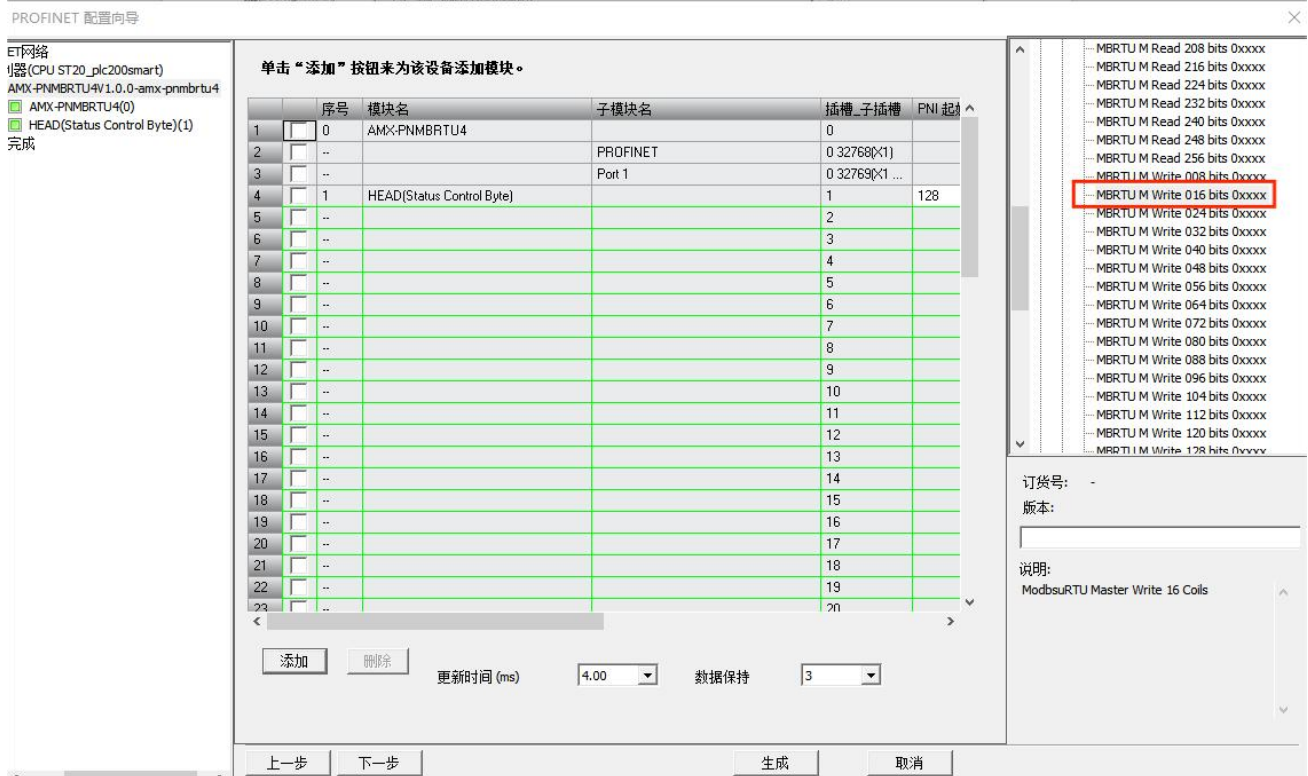 PROFINET 配置向导
ET网络
器(CPU ST20_plc200smart)
AMX-PNMBRTU4V1.0.0-amx-pnmbrtu4
AMX-PNMBRTU4(0)
HEAD(Status Control Byte)(1)
完成
单击“添加”按钮来为该设备添加模块。
序号 模块名 子模块名 插槽_子插槽 PNI 起始
1 0 AMX-PNMBRTU4 0
2 -- PROFINET 0 32768(X1)
3 -- Port 1 0 32769(X1 ...
4 1 HEAD(Status Control Byte) 1 128
5 -- 2
6 -- 3
7 -- 4
8 -- 5
9 -- 6
10 -- 7
11 -- 8
12 -- 9
13 -- 10
14 -- 11
15 -- 12
16 -- 13
17 -- 14
18 -- 15
19 -- 16
20 -- 17
21 -- 18
22 -- 19
23 -- 20
添加 删除 更新时间 (ms) 4.00 数据保持 3
上一步 下一步 生成 取消
MBRTU M Read 208 bits 0xxxx
MBRTU M Read 216 bits 0xxxx
MBRTU M Read 224 bits 0xxxx
MBRTU M Read 232 bits 0xxxx
MBRTU M Read 240 bits 0xxxx
MBRTU M Read 248 bits 0xxxx
MBRTU M Read 256 bits 0xxxx
MBRTU M Write 008 bits 0xxxx
MBRTU M Write 016 bits 0xxxx
MBRTU M Write 024 bits 0xxxx
MBRTU M Write 032 bits 0xxxx
MBRTU M Write 040 bits 0xxxx
MBRTU M Write 048 bits 0xxxx
MBRTU M Write 056 bits 0xxxx
MBRTU M Write 064 bits 0xxxx
MBRTU M Write 072 bits 0xxxx
MBRTU M Write 080 bits 0xxxx
MBRTU M Write 088 bits 0xxxx
MBRTU M Write 096 bits 0xxxx
MBRTU M Write 104 bits 0xxxx
MBRTU M Write 112 bits 0xxxx
MBRTU M Write 120 bits 0xxxx
MBRTU M Write 128 bits 0xxxx
订货号: -
版本:
说明:
ModbsuRTU Master Write 16 Coils